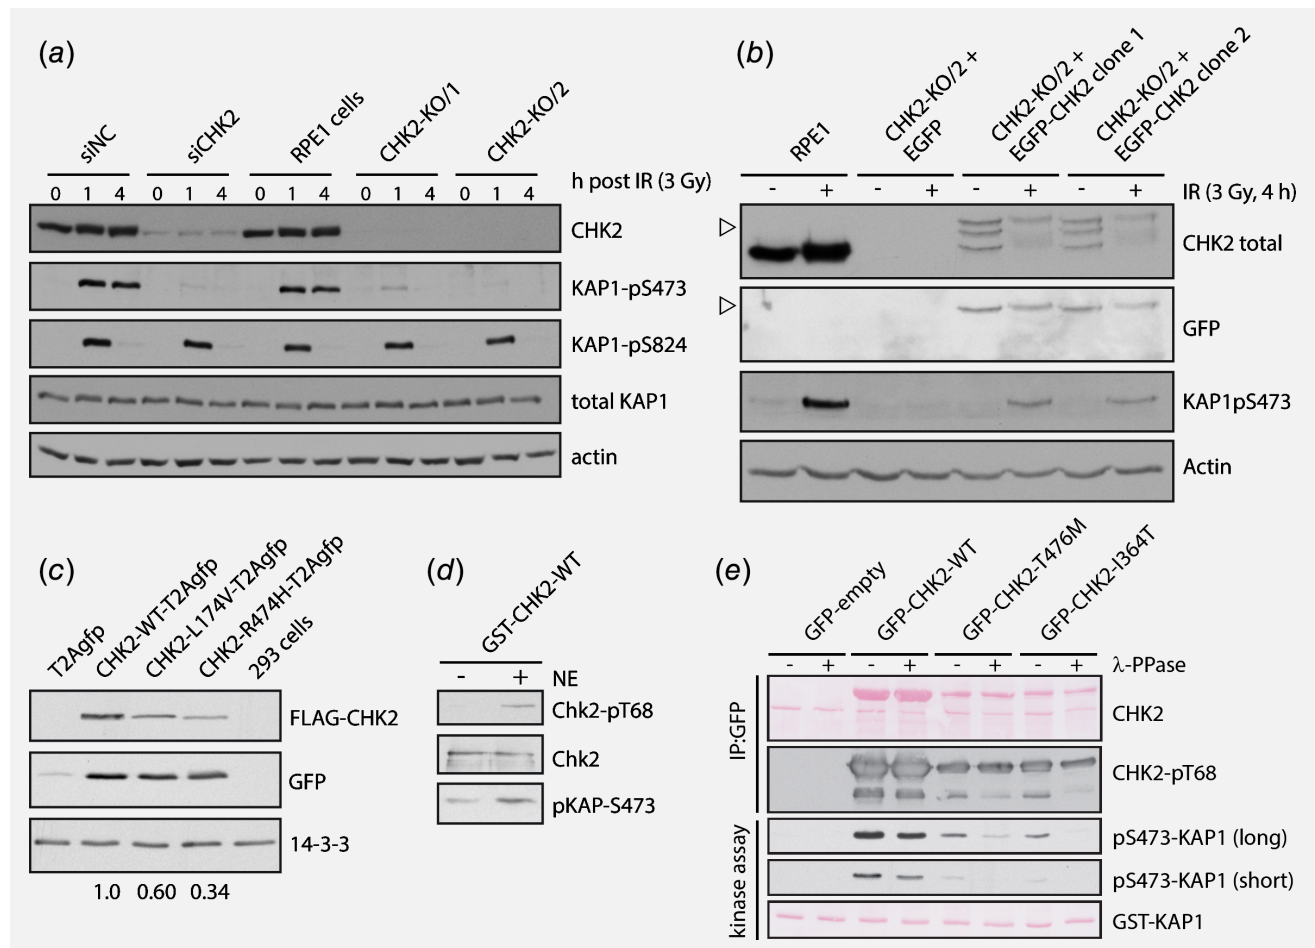 (a)
siNC
siCHK2
RPE1 cells
CHK2-KO/1
CHK2-KO/2
0 1 4 0 1 4 0 1 4 0 1 4 0 1 4
h post IR (3 Gy)
CHK2
KAP1-pS473
KAP1-pS824
total KAP1
actin
(b)
RPE1
CHK2-KO/2 +
EGFP
CHK2-KO/2 +
EGFP-CHK2 clone 1
CHK2-KO/2 +
EGFP-CHK2 clone 2
- + - + - + - +
IR (3 Gy, 4 h)
CHK2 total
GFP
KAP1pS473
Actin
(c)
T2Agfp
CHK2-WT-T2Agfp
CHK2-L174V-T2Agfp
CHK2-R474H-T2Agfp
293 cells
FLAG-CHK2
GFP
14-3-3
1.0 0.60 0.34
(d)
GST-CHK2-WT
- +
NE
Chk2-pT68
Chk2
pKAP-S473
(e)
GFP-empty
GFP-CHK2-WT
GFP-CHK2-T476M
GFP-CHK2-I364T
- + - + - + - +
λ-PPase
IP:GFP
CHK2
CHK2-pT68
kinase assay
pS473-KAP1 (long)
pS473-KAP1 (short)
GST-KAP1